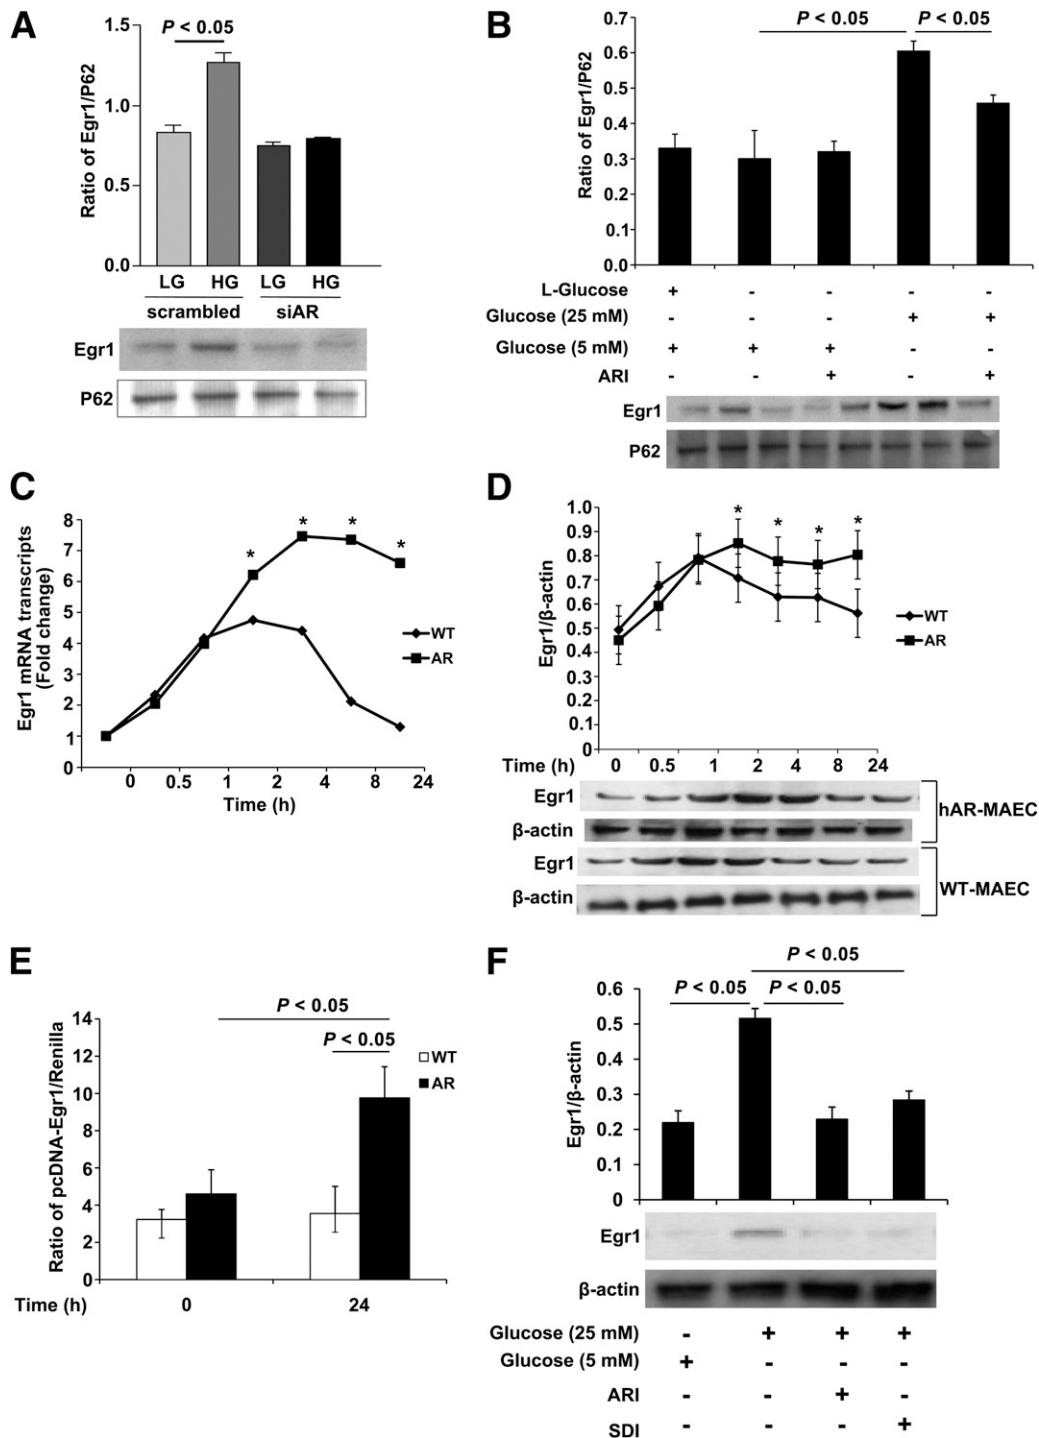 A
P < 0.05
Ratio of Egr1/P62
1.5
1.0
0.5
0.0
LG HG LG HG
scrambled siAR
Egr1
P62
B
P < 0.05 P < 0.05
Ratio of Egr1/P62
0.7
0.6
0.5
0.4
0.3
0.2
0.1
0.0
L-Glucose + - - - -
Glucose (25 mM) - - - + +
Glucose (5 mM) + + + - -
ARI - - + - +
Egr1
P62
C
Egr1 mRNA transcripts
(Fold change)
8
7
6
5
4
3
2
1
0
* * * *
WT
AR
0 0.5 1 2 4 8 24
Time (h)
D
Egr1/β-actin
1.0
0.9
0.8
0.7
0.6
0.5
0.4
0.3
0.2
0.1
0
* * * *
WT
AR
Time (h) 0 0.5 1 2 4 8 24
Egr1
β-actin
hAR-MAEC
Egr1
β-actin
WT-MAEC
E
P < 0.05
P < 0.05
Ratio of pcDNA-Egr1/Renilla
14
12
10
8
6
4
2
0
WT
AR
Time (h) 0 24
F
P < 0.05
P < 0.05 P < 0.05
Egr1/β-actin
0.6
0.5
0.4
0.3
0.2
0.1
0
Egr1
β-actin
Glucose (25 mM) - + + +
Glucose (5 mM) + - - -
ARI - - + -
SDI - - - +